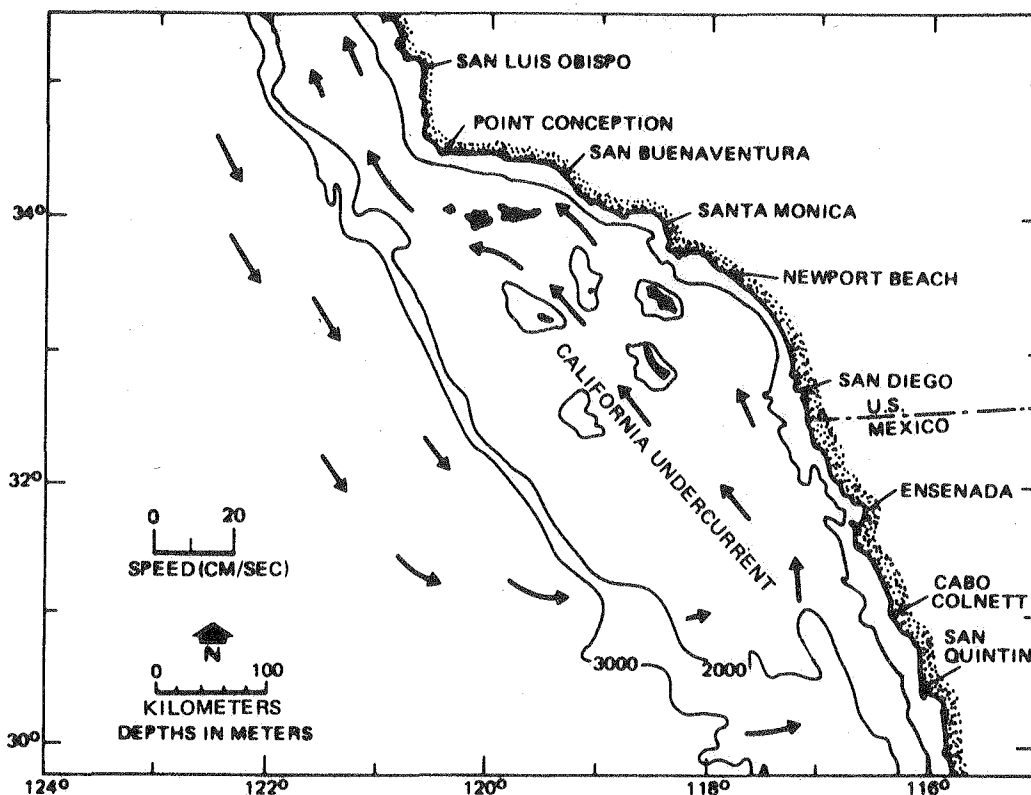 SAN LUIS OBISPO
POINT CONCEPTION
SAN BUENAVENTURA
34°
SANTA MONICA
NEWPORT BEACH
CALIFORNIA UNDERCURRENT
SAN DIEGO
U.S.
MEXICO
32°
ENSENADA
0 20
SPEED (CM/SEC)
CABO
COLNETT
N
SAN
QUINTIN
3000
2000
0 100
KILOMETERS
DEPTHS IN METERS
30°
124° 122° 120° 118° 116°